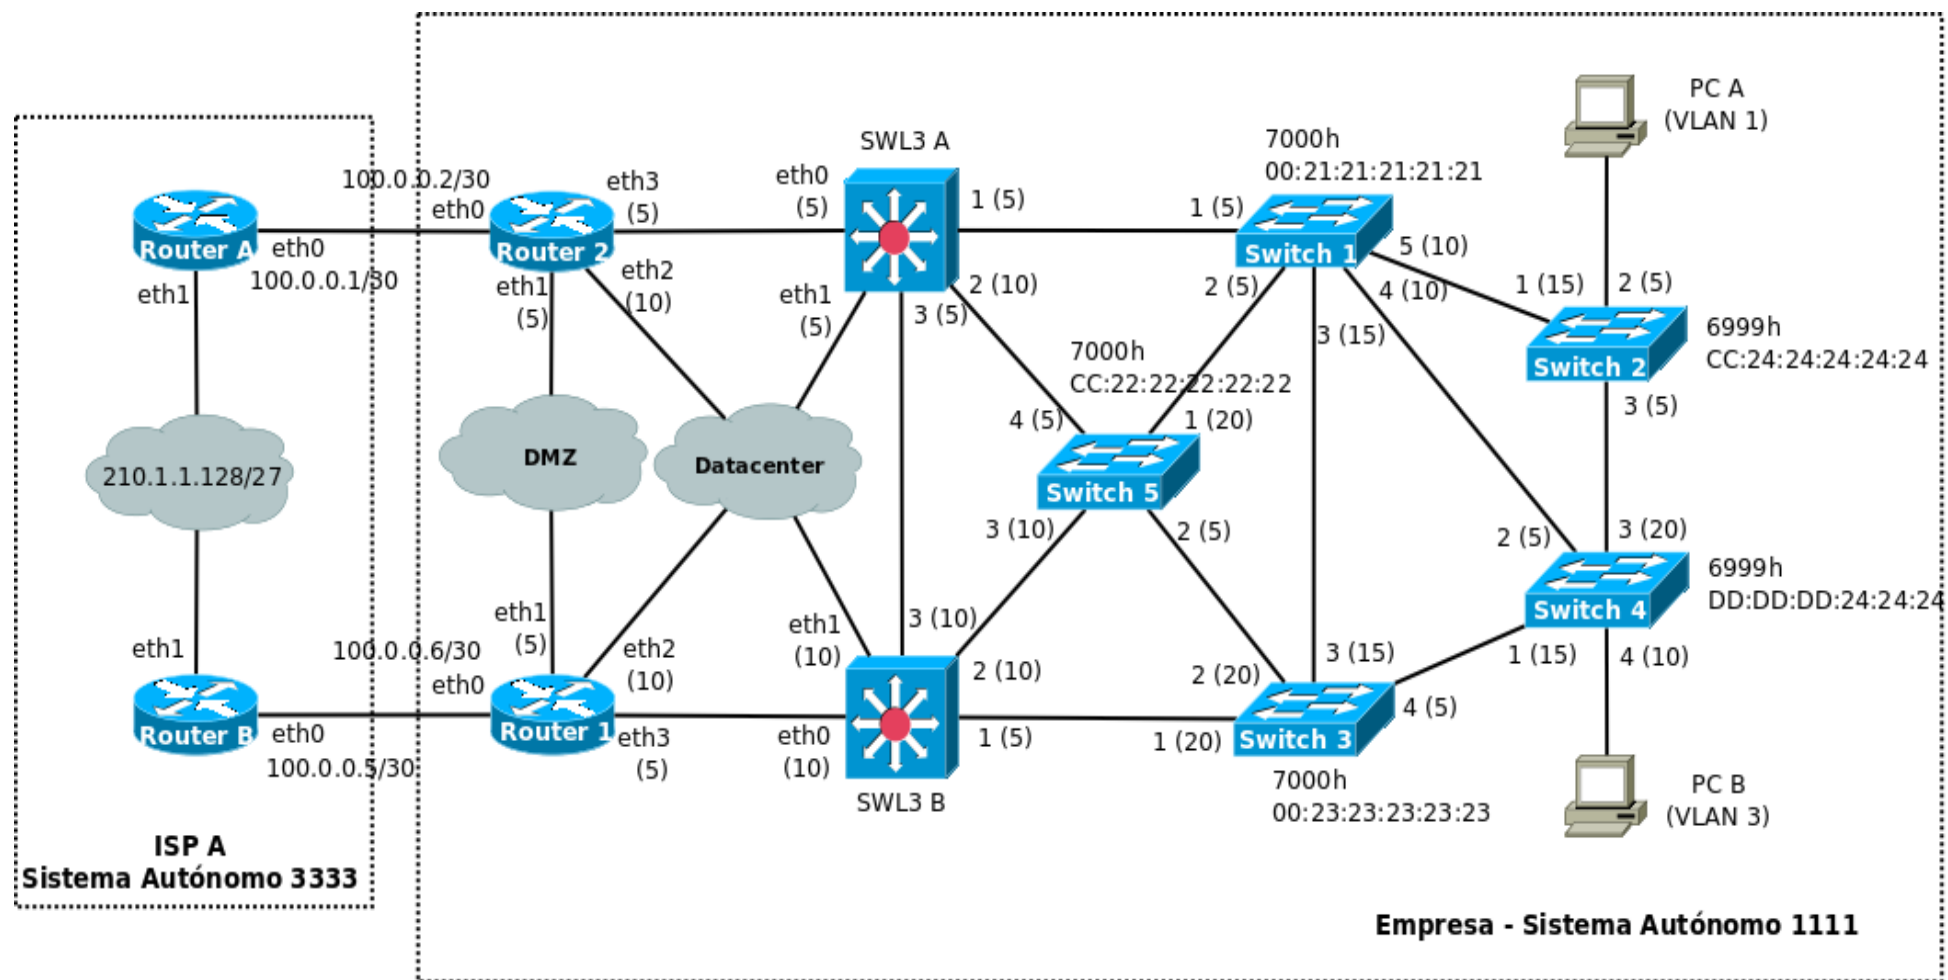 SWL3 A
7000h
00:21:21:21:21:21
PC A
(VLAN 1)
100.0.0.2/30
eth0
Router A
eth0
100.0.0.1/30
eth1
eth3
(5)
Router 2
eth1
(5)
eth2
(10)
eth0
(5)
1 (5)
2 (10)
3 (5)
eth1
(5)
1 (5)
Switch 1
5 (10)
4 (10)
2 (5)
3 (15)
1 (15)
2 (5)
Switch 2
6999h
CC:24:24:24:24:24
3 (5)
7000h
CC:22:22:22:22:22
4 (5)
1 (20)
Switch 5
3 (10)
2 (5)
210.1.1.128/27
DMZ
Datacenter
2 (5)
3 (20)
Switch 4
6999h
DD:DD:DD:24:24:24
1 (15)
4 (10)
eth1
100.0.0.6/30
eth0
Router B
eth0
100.0.0.5/30
eth1
(5)
eth2
(10)
Router 1
eth3
(5)
eth1
(10)
3 (10)
2 (10)
eth0
(10)
1 (5)
SWL3 B
2 (20)
3 (15)
1 (20)
Switch 3
4 (5)
7000h
00:23:23:23:23:23
PC B
(VLAN 3)
ISP A
Sistema Autónomo 3333
Empresa - Sistema Autónomo 1111